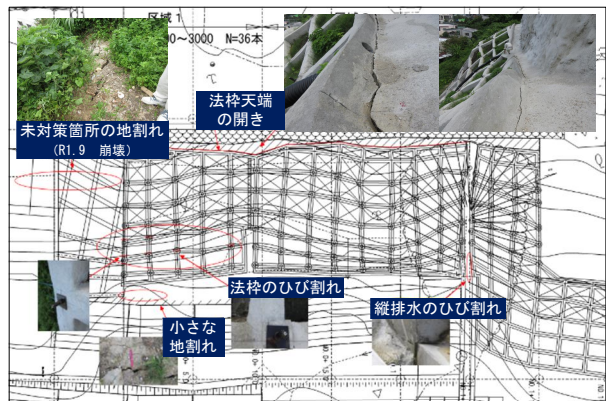 区域 1
00～3000 N=36本
法枠天端
の開き
未対策箇所の地割れ
(R1.9 崩壊)
法枠のひび割れ
縦排水のひび割れ
小さな
地割れ